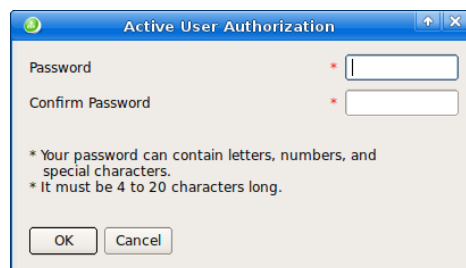 Active User Authorization
Password *
Confirm Password *
* Your password can contain letters, numbers, and
special characters.
* It must be 4 to 20 characters long.
OK Cancel